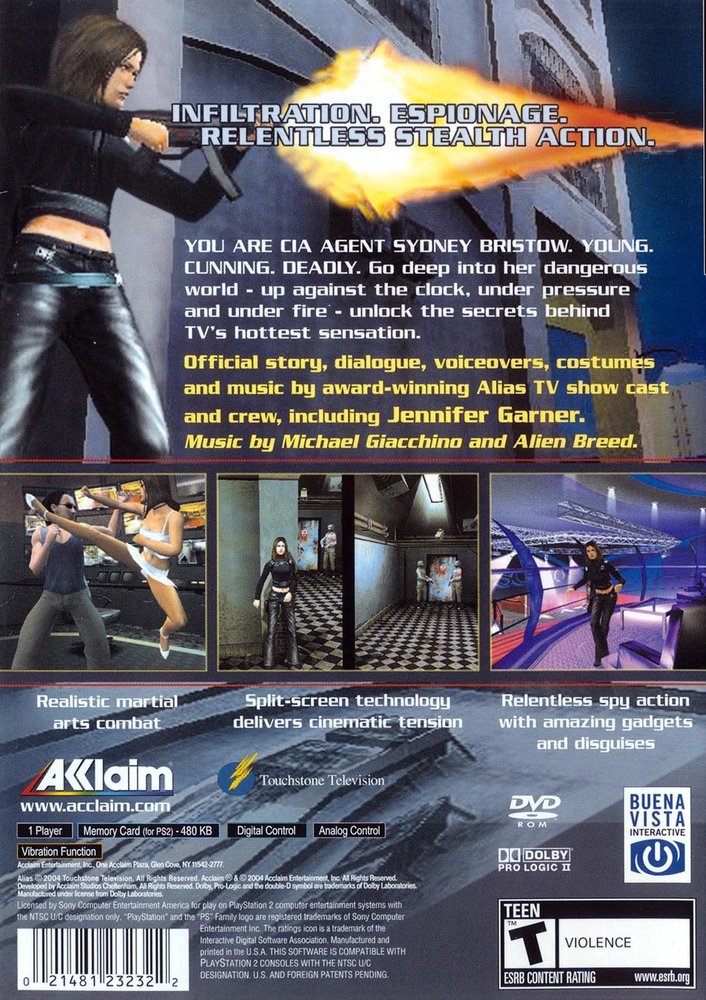 INFILTRATION. ESPIONAGE.
RELENTLESS STEALTH ACTION.
YOU ARE CIA AGENT SYDNEY BRISTOW. YOUNG.
CUNNING. DEADLY. Go deep into her dangerous
world - up against the clock, under pressure
and under fire - unlock the secrets behind
TV's hottest sensation.
Official story, dialogue, voiceovers, costumes
and music by award-winning Alias TV show cast
and crew, including Jennifer Garner.
Music by Michael Giacchino and Alien Breed.
Realistic martial
arts combat
Split-screen technology
delivers cinematic tension
Relentless spy action
with amazing gadgets
and disguises
AKklaim
www.acclaim.com
Touchstone Television
DVD
ROM
BUENA
VISTA
INTERACTIVE
1 Player
Memory Card (for PS2) - 480 KB
Digital Control
Analog Control
Vibration Function
DOLBY
PRO LOGIC II
Acclaim Entertainment, Inc, One Acclaim Plaza, Glen Cove, NY 11542-2777.
Alias © 2004 Touchstone Television. All Rights Reserved. Acclaim ® & © 2004 Acclaim Entertainment, Inc. All Rights Reserved.
Developed by Acclaim Studios Cheltenham. All Rights Reserved. Dolby, Pro-Logic and the double-D symbol are trademarks of Dolby Laboratories.
Manufactured under license from Dolby Laboratories.
Licensed by Sony Computer Entertainment America for play on PlayStation 2 computer entertainment systems with
the NTSC U/C designation only. "PlayStation" and the "PS" Family logo are registered trademarks of Sony Computer
Entertainment Inc. The ratings icon is a trademark of the
Interactive Digital Software Association. Manufactured and
printed in the U.S.A. THIS SOFTWARE IS COMPATIBLE WITH
PLAYSTATION 2 CONSOLES WITH THE NTSC U/C
DESIGNATION. U.S. AND FOREIGN PATENTS PENDING.
0 21481 23232 2
TEEN
T
TM
VIOLENCE
ESRB CONTENT RATING
www.esrb.org